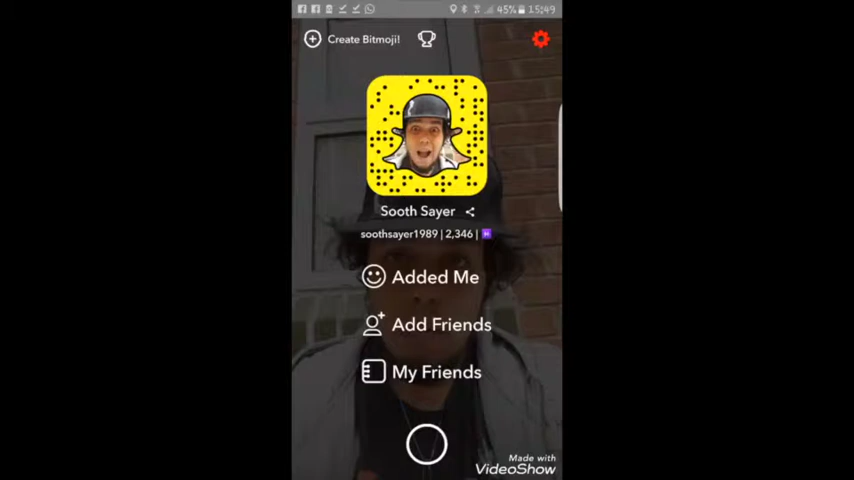 45% 15:49
Create Bitmoji!
Sooth Sayer
soothsayer1989 | 2,346 |
Added Me
Add Friends
My Friends
Made with
VideoShow